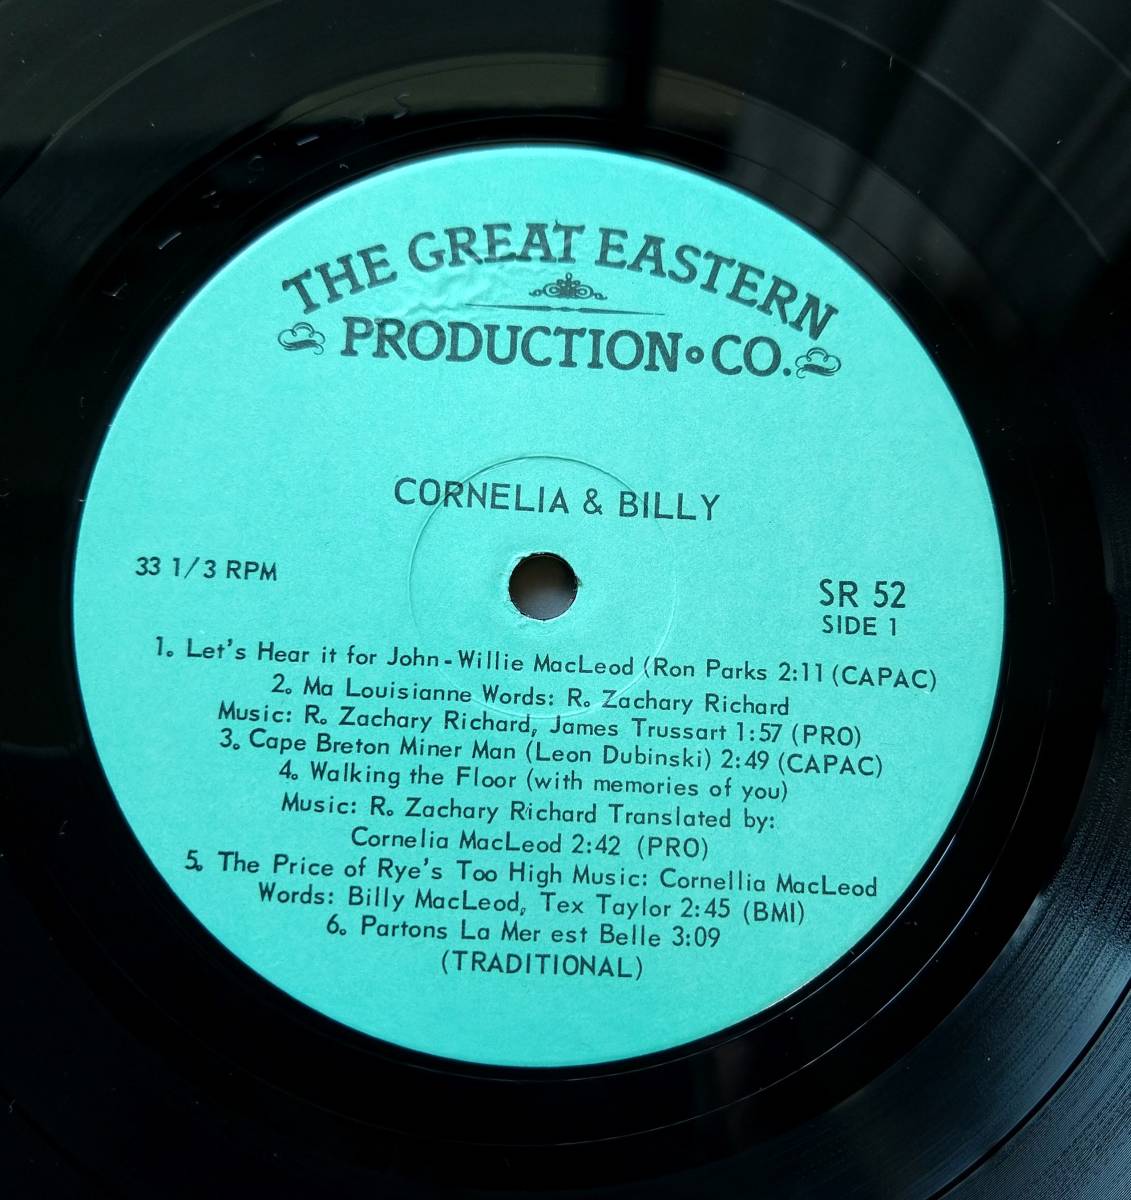 THE GREAT EASTERN
PRODUCTION • CO.
CORNELIA & BILLY
33 1/3 RPM
SR 52
SIDE 1
1. Let's Hear it for John-Willie MacLeod (Ron Parks 2:11 (CAPAC)
2. Ma Louisianne Words: R. Zachary Richard
Music: R. Zachary Richard, James Trussart 1:57 (PRO)
3. Cape Breton Miner Man (Leon Dubinski) 2:49 (CAPAC)
4. Walking the Floor (with memories of you)
Music: R. Zachary Richard Translated by:
Cornelia MacLeod 2:42 (PRO)
5. The Price of Rye's Too High Music: Cornellia MacLeod
Words: Billy MacLeod, Tex Taylor 2:45 (BMI)
6. Partons La Mer est Belle 3:09
(TRADITIONAL)